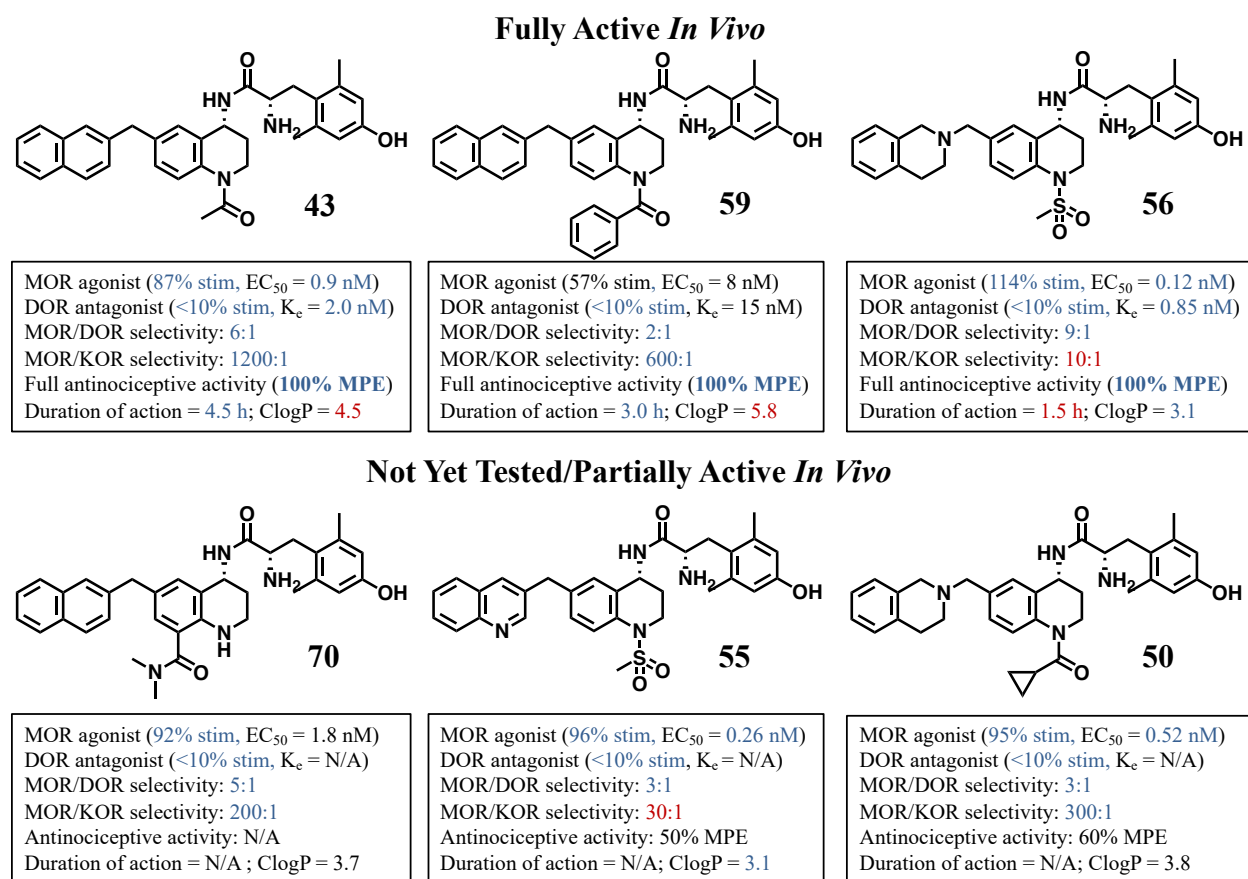 Fully Active In Vivo
O
HN
NH2
OH
N
O
43
O
HN
NH2
OH
N
O
59
O
HN
NH2
OH
N
N
S
O
O
56
MOR agonist (87% stim, EC50 = 0.9 nM)
DOR antagonist (<10% stim, Ke = 2.0 nM)
MOR/DOR selectivity: 6:1
MOR/KOR selectivity: 1200:1
Full antinociceptive activity (100% MPE)
Duration of action = 4.5 h; ClogP = 4.5
MOR agonist (57% stim, EC50 = 8 nM)
DOR antagonist (<10% stim, Ke = 15 nM)
MOR/DOR selectivity: 2:1
MOR/KOR selectivity: 600:1
Full antinociceptive activity (100% MPE)
Duration of action = 3.0 h; ClogP = 5.8
MOR agonist (114% stim, EC50 = 0.12 nM)
DOR antagonist (<10% stim, Ke = 0.85 nM)
MOR/DOR selectivity: 9:1
MOR/KOR selectivity: 10:1
Full antinociceptive activity (100% MPE)
Duration of action = 1.5 h; ClogP = 3.1
Not Yet Tested/Partially Active In Vivo
O
HN
NH2
OH
N
H
N
O
70
O
HN
NH2
OH
N
N
S
O
O
55
O
HN
NH2
OH
N
N
O
50
MOR agonist (92% stim, EC50 = 1.8 nM)
DOR antagonist (<10% stim, Ke = N/A)
MOR/DOR selectivity: 5:1
MOR/KOR selectivity: 200:1
Antinociceptive activity: N/A
Duration of action = N/A ; ClogP = 3.7
MOR agonist (96% stim, EC50 = 0.26 nM)
DOR antagonist (<10% stim, Ke = N/A)
MOR/DOR selectivity: 3:1
MOR/KOR selectivity: 30:1
Antinociceptive activity: 50% MPE
Duration of action = N/A; ClogP = 3.1
MOR agonist (95% stim, EC50 = 0.52 nM)
DOR antagonist (<10% stim, Ke = N/A)
MOR/DOR selectivity: 3:1
MOR/KOR selectivity: 300:1
Antinociceptive activity: 60% MPE
Duration of action = N/A; ClogP = 3.8